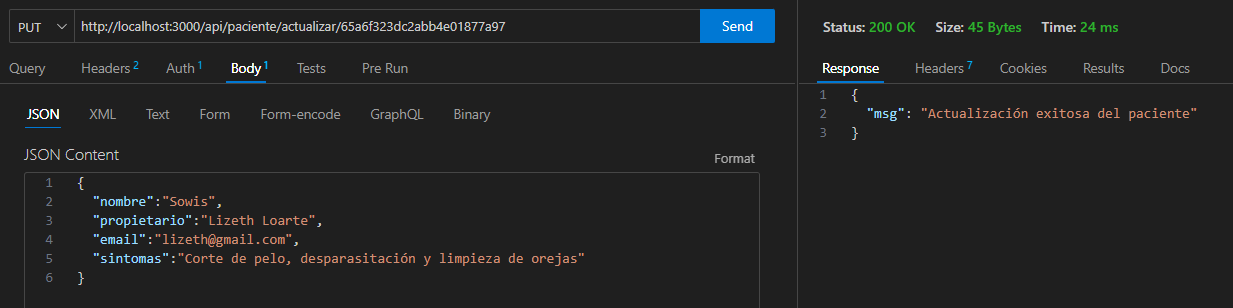 PUT http://localhost:3000/api/paciente/actualizar/65a6f323dc2abb4e01877a97 Send
Query Headers 2 Auth 1 Body 1 Tests Pre Run
JSON XML Text Form Form-encode GraphQL Binary
JSON Content Format
1 {
2 "nombre":"Sowis",
3 "propietario":"Lizeth Loarte",
4 "email":"lizeth@gmail.com",
5 "sintomas":"Corte de pelo, desparasitación y limpieza de orejas"
6 }
Status: 200 OK Size: 45 Bytes Time: 24 ms
Response Headers 7 Cookies Results Docs
1 {
2 "msg": "Actualización exitosa del paciente"
3 }